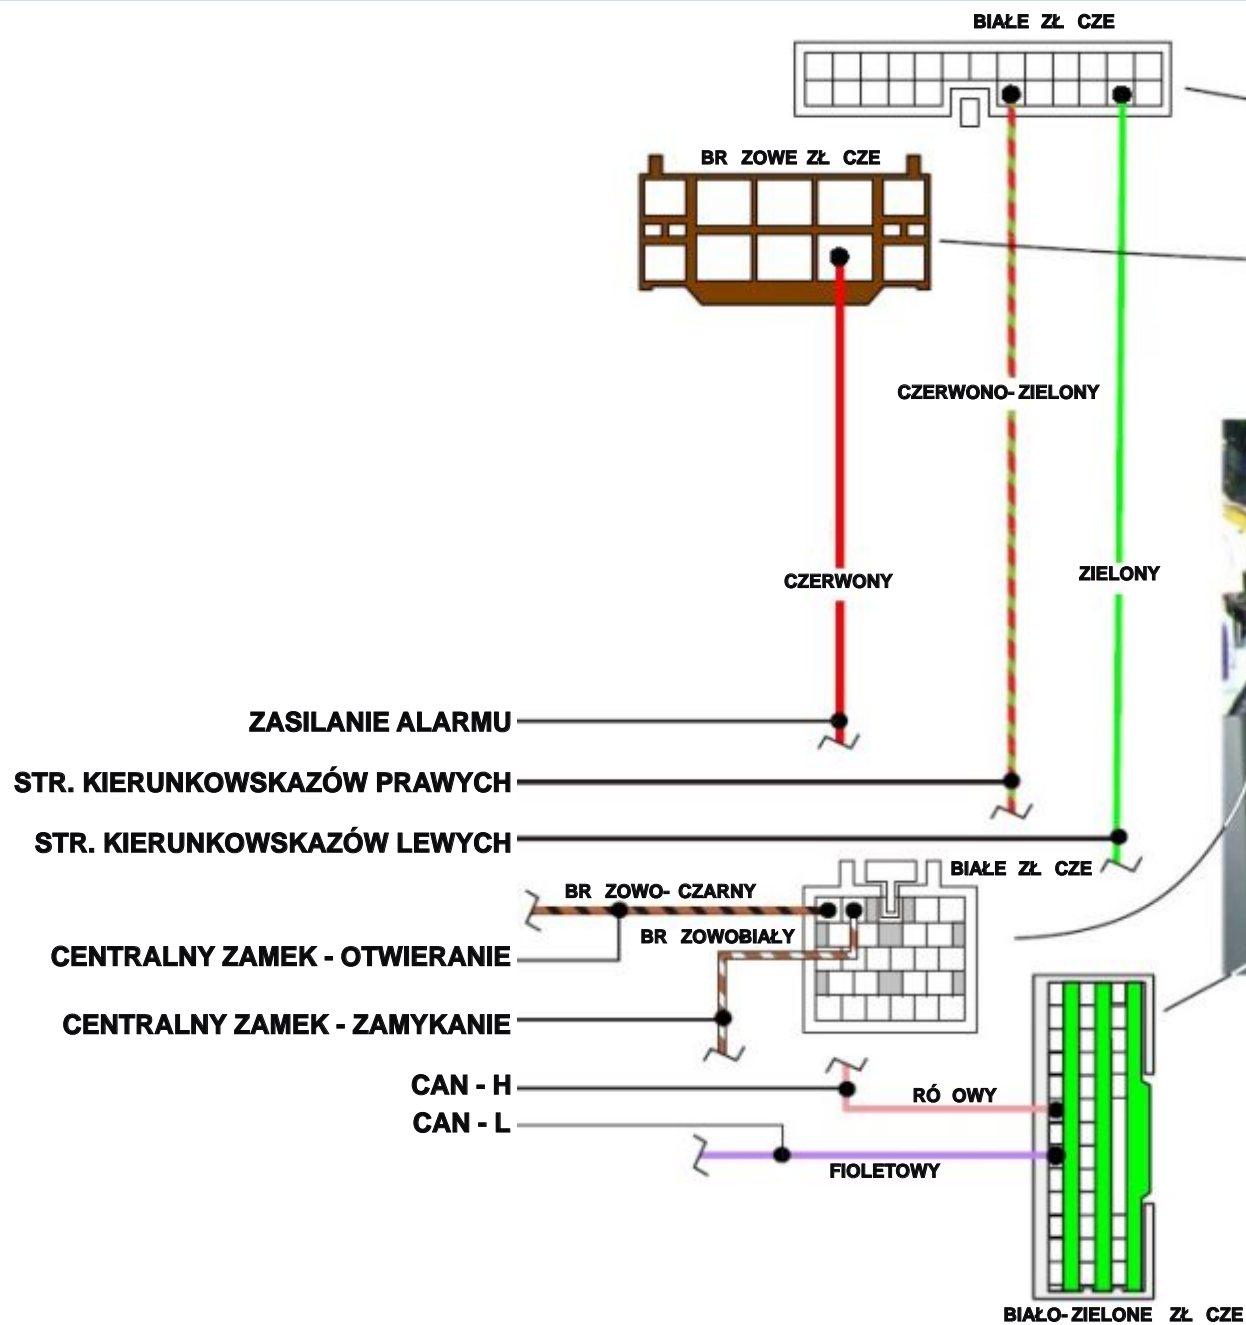 BIAŁE ZŁ CZE
BR ZOWE ZŁ CZE
CZERWONO-ZIELONY
ZIELONY
CZERWONY
ZASILANIE ALARMU
STR. KIERUNKOWSKAZÓW PRAWYCH
STR. KIERUNKOWSKAZÓW LEWYCH
BIAŁE ZŁ CZE
BR ZOWO- CZARNY
BR ZOWOBIAŁY
CENTRALNY ZAMEK - OTWIERANIE
CENTRALNY ZAMEK - ZAMYKANIE
CAN - H
RÓ OWY
CAN - L
FIOLETOWY
BIAŁO-ZIELONE ZŁ CZE